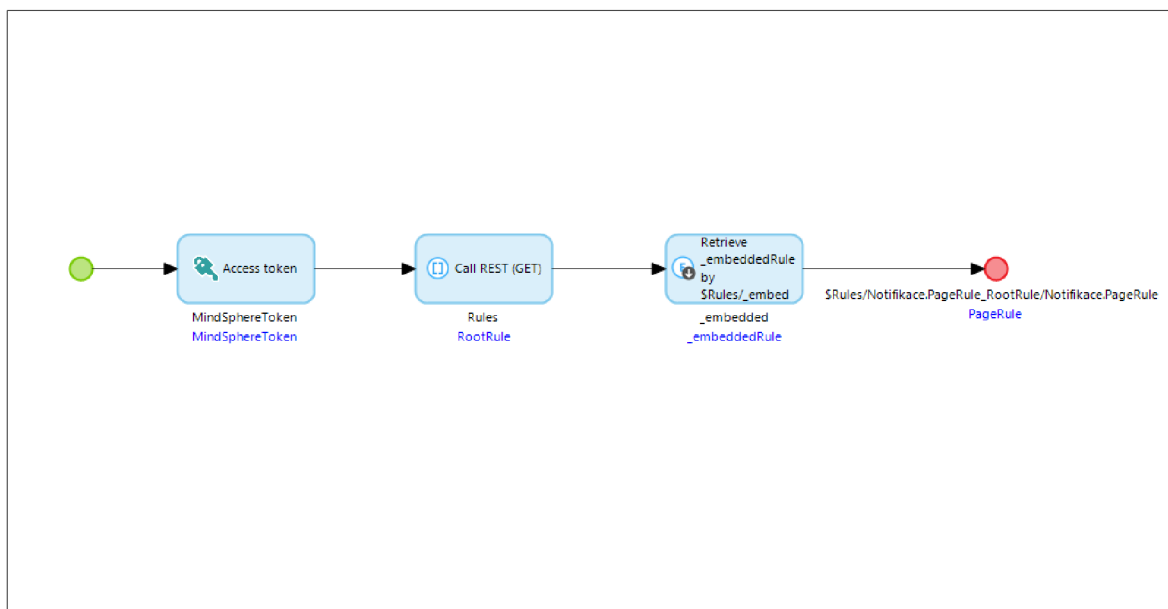 Access token
MindSphereToken
MindSphereToken
Call REST (GET)
Rules
RootRule
Retrieve
_embeddedRule
by
$Rules/_embed
_embedded
_embeddedRule
$Rules/Notifikace.PageRule_RootRule/Notifikace.PageRule
PageRule